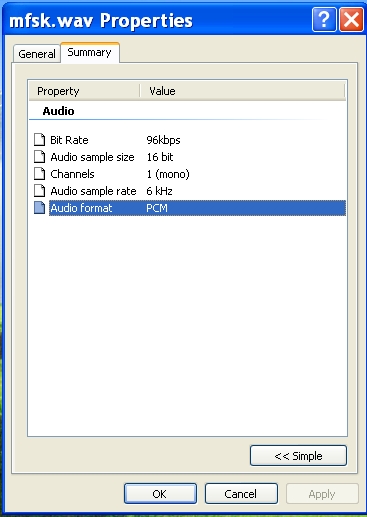 mfsk.wav Properties
General Summary
Property Value
Audio
Bit Rate 96kbps
Audio sample size 16 bit
Channels 1 (mono)
Audio sample rate 6 kHz
Audio format PCM
<< Simple
OK Cancel Apply